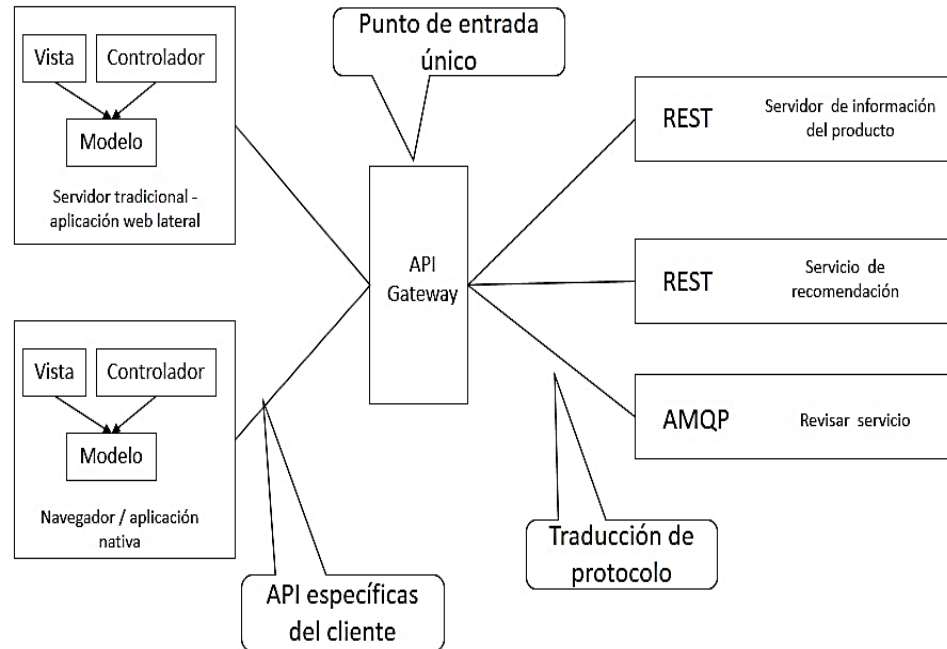 Vista
Controlador
Modelo
Servidor tradicional -
aplicación web lateral
Vista
Controlador
Modelo
Navegador / aplicación
nativa
Punto de entrada
único
API
Gateway
API específicas
del cliente
Traducción de
protocolo
REST
Servidor de información
del producto
REST
Servicio de
recomendación
AMQP
Revisar servicio